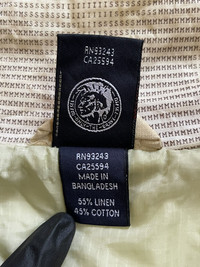 RN93243
CA25594
RN93243
CA25594
MADE IN
BANGLADESH
55% LINEN
45% COTTON